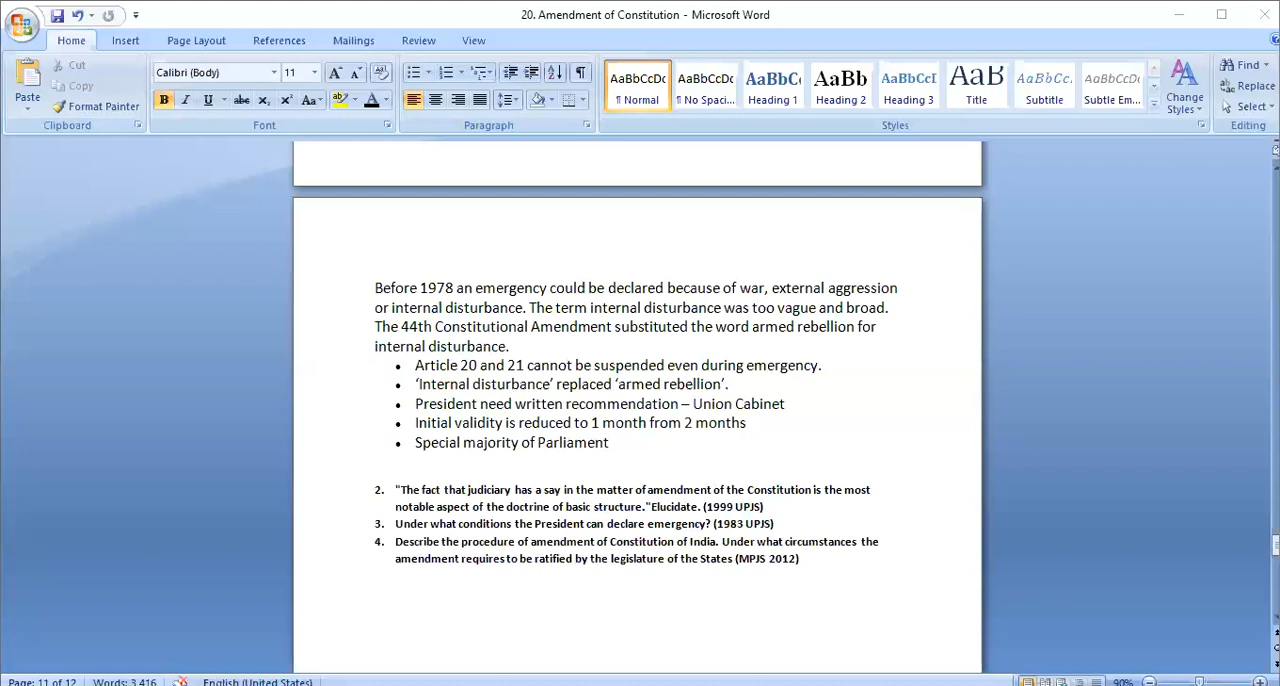 20. Amendment of Constitution - Microsoft Word
Home Insert Page Layout References Mailings Review View
Cut
Copy
Paste
Format Painter
Clipboard
Calibri (Body) 11
Font
Paragraph
AaBbCcDc AaBbCcDc AaBbC AaBb AaBbCcI AaB AaBbCc. AaBbCcDc
¶ Normal ¶ No Spaci... Heading 1 Heading 2 Heading 3 Title Subtitle Subtle Em...
Change Styles
Styles
Find
Replace
Select
Editing
Before 1978 an emergency could be declared because of war, external aggression
or internal disturbance. The term internal disturbance was too vague and broad.
The 44th Constitutional Amendment substituted the word armed rebellion for
internal disturbance.
• Article 20 and 21 cannot be suspended even during emergency.
• ‘Internal disturbance’ replaced ‘armed rebellion’.
• President need written recommendation – Union Cabinet
• Initial validity is reduced to 1 month from 2 months
• Special majority of Parliament
2. "The fact that judiciary has a say in the matter of amendment of the Constitution is the most
notable aspect of the doctrine of basic structure."Elucidate. (1999 UPJS)
3. Under what conditions the President can declare emergency? (1983 UPJS)
4. Describe the procedure of amendment of Constitution of India. Under what circumstances the
amendment requires to be ratified by the legislature of the States (MPJS 2012)
Page: 11 of 12 Words: 3,416 English (United States) 90%